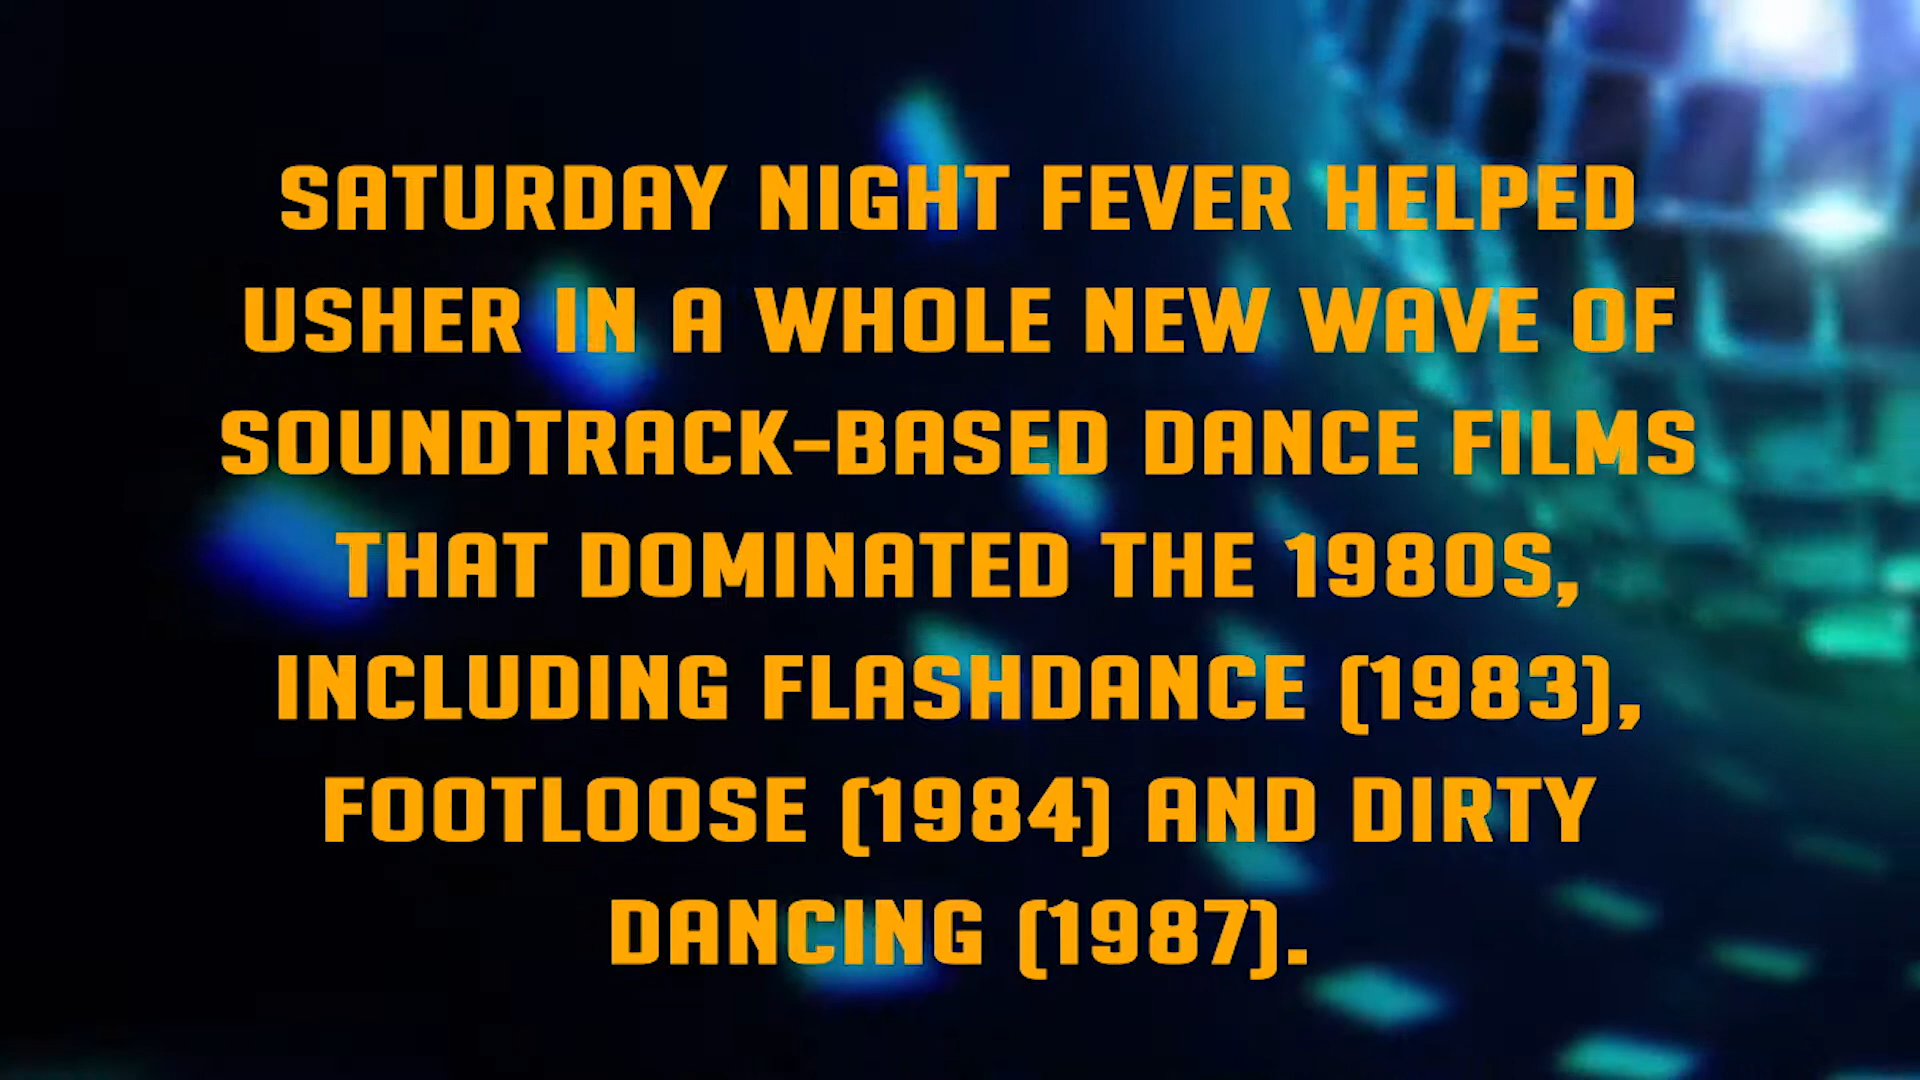 SATURDAY NIGHT FEVER HELPED
USHER IN A WHOLE NEW WAVE OF
SOUNDTRACK-BASED DANCE FILMS
THAT DOMINATED THE 1980S,
INCLUDING FLASHDANCE (1983),
FOOTLOOSE (1984) AND DIRTY
DANCING (1987).